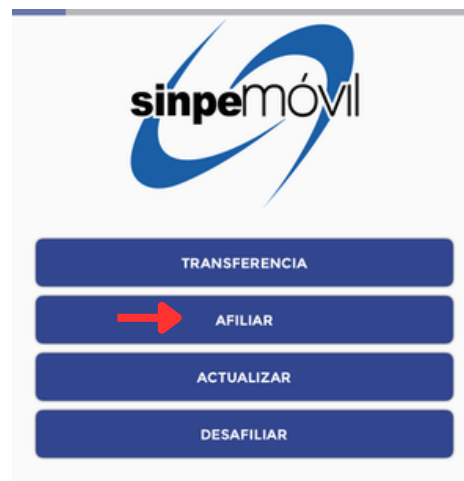 sinpemóvil
TRANSFERENCIA
AFILIAR
ACTUALIZAR
DESAFILIAR